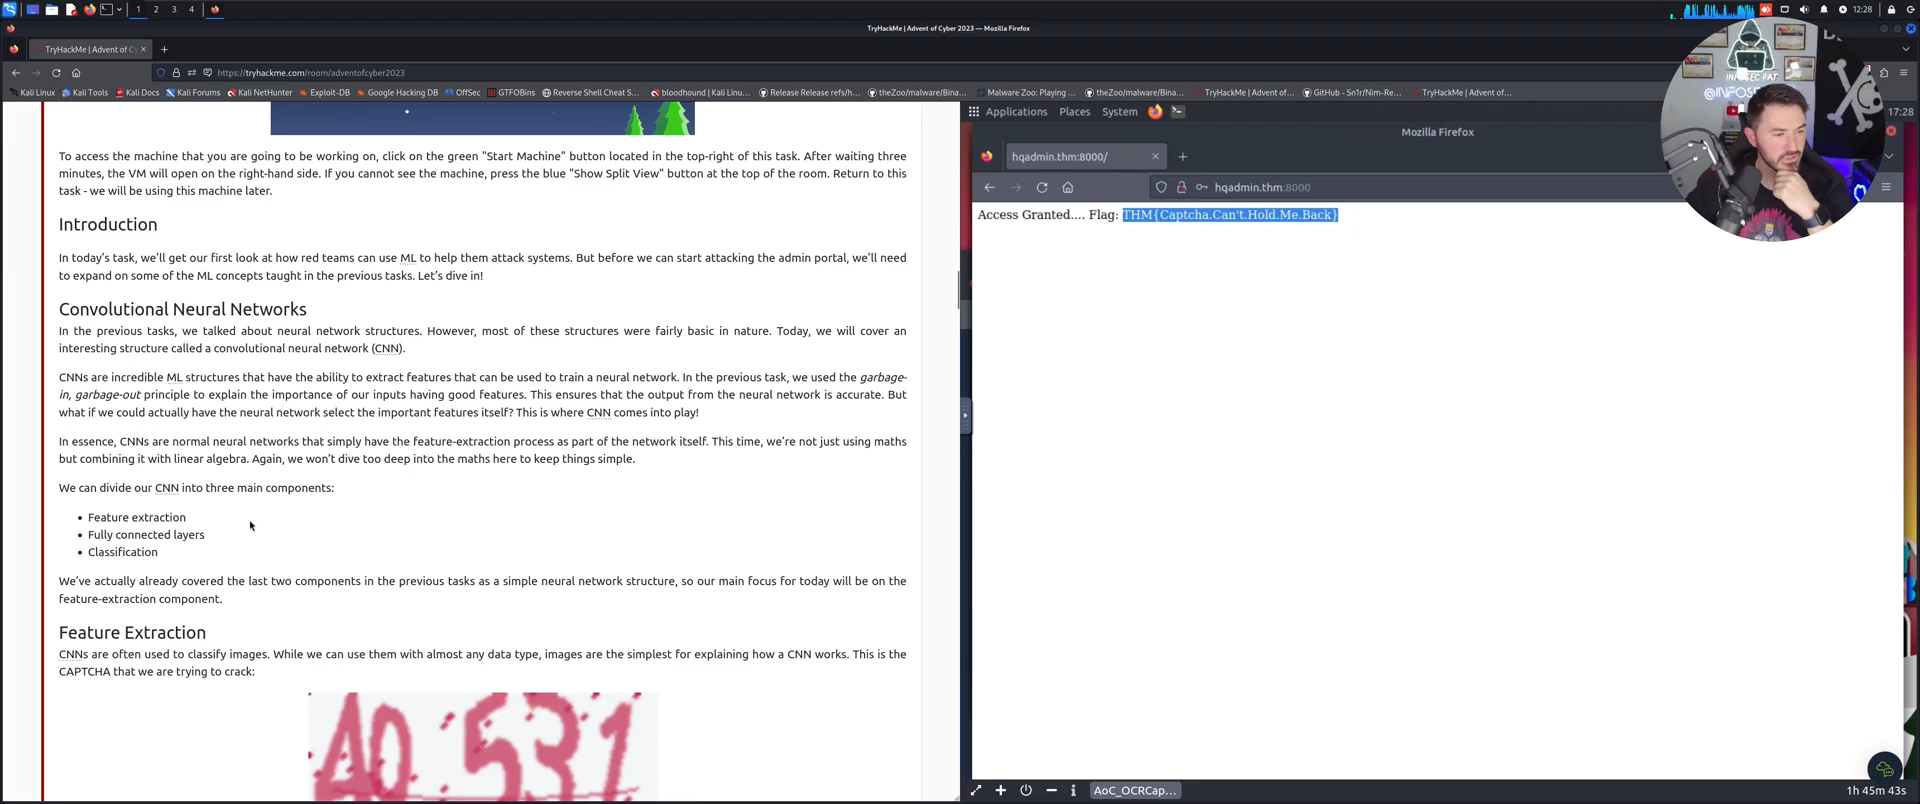 1 2 3 4
12:28
TryHackMe | Advent of Cyber 2023 — Mozilla Firefox
TryHackMe | Advent of Cy
https://tryhackme.com/room/adventofcyber2023
Kali Linux Kali Tools Kali Docs Kali Forums Kali NetHunter Exploit-DB Google Hacking DB OffSec GTFOBins Reverse Shell Cheat S… bloodhound | Kali Linu… Release Release refs/h… theZoo/malware/Bina… theZoo/malware/Bina… Malware Zoo: Playing … TryHackMe | Advent of… GitHub - Sn1r/Nim-Re… TryHackMe | Advent of…
To access the machine that you are going to be working on, click on the green "Start Machine" button located in the top-right of this task. After waiting three
minutes, the VM will open on the right-hand side. If you cannot see the machine, press the blue "Show Split View" button at the top of the room. Return to this
task - we will be using this machine later.
Introduction
In today's task, we'll get our first look at how red teams can use ML to help them attack systems. But before we can start attacking the admin portal, we'll need
to expand on some of the ML concepts taught in the previous tasks. Let's dive in!
Convolutional Neural Networks
In the previous tasks, we talked about neural network structures. However, most of these structures were fairly basic in nature. Today, we will cover an
interesting structure called a convolutional neural network (CNN).
CNNs are incredible ML structures that have the ability to extract features that can be used to train a neural network. In the previous task, we used the garbage-
in, garbage-out principle to explain the importance of our inputs having good features. This ensures that the output from the neural network is accurate. But
what if we could actually have the neural network select the important features itself? This is where CNN comes into play!
In essence, CNNs are normal neural networks that simply have the feature-extraction process as part of the network itself. This time, we're not just using maths
but combining it with linear algebra. Again, we won't dive too deep into the maths here to keep things simple.
We can divide our CNN into three main components:
• Feature extraction
• Fully connected layers
• Classification
We've actually already covered the last two components in the previous tasks as a simple neural network structure, so our main focus for today will be on the
feature-extraction component.
Feature Extraction
CNNs are often used to classify images. While we can use them with almost any data type, images are the simplest for explaining how a CNN works. This is the
CAPTCHA that we are trying to crack:
Applications Places System
17:28
Mozilla Firefox
hqadmin.thm:8000/
hqadmin.thm:8000
Access Granted.... Flag: THM{Captcha.Can't.Hold.Me.Back}
INFOSEC PAT
@INFOSE
AoC_OCRCap...
1h 45m 43s